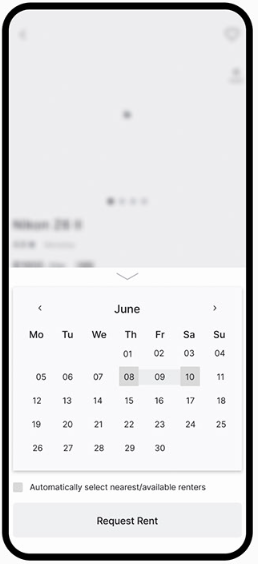 Nikon Z6 II
‹ June ›
Mo Tu We Th Fr Sa Su
01 02 03 04
05 06 07 08 09 10 11
12 13 14 15 16 17 18
19 20 21 22 23 24 25
26 27 28 29 30
Automatically select nearest/available renters
Request Rent